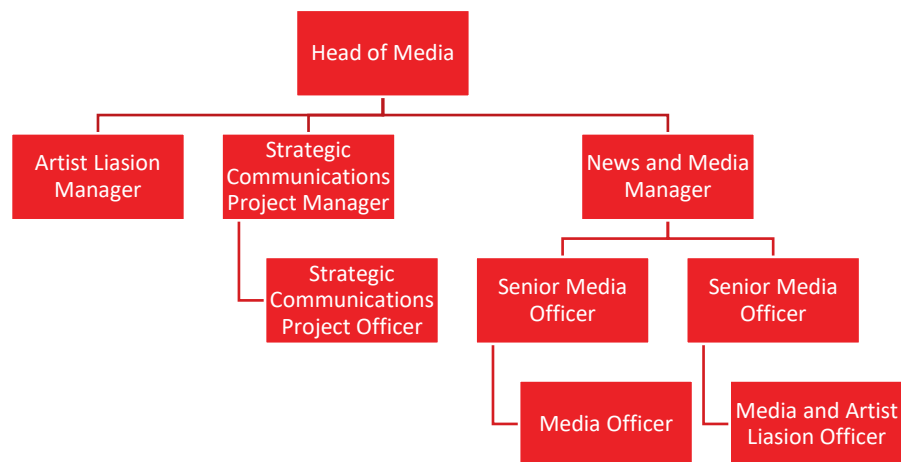 Head of Media
Artist Liasion
Manager
Strategic
Communications
Project Manager
News and Media
Manager
Strategic
Communications
Project Officer
Senior Media
Officer
Senior Media
Officer
Media Officer
Media and Artist
Liasion Officer